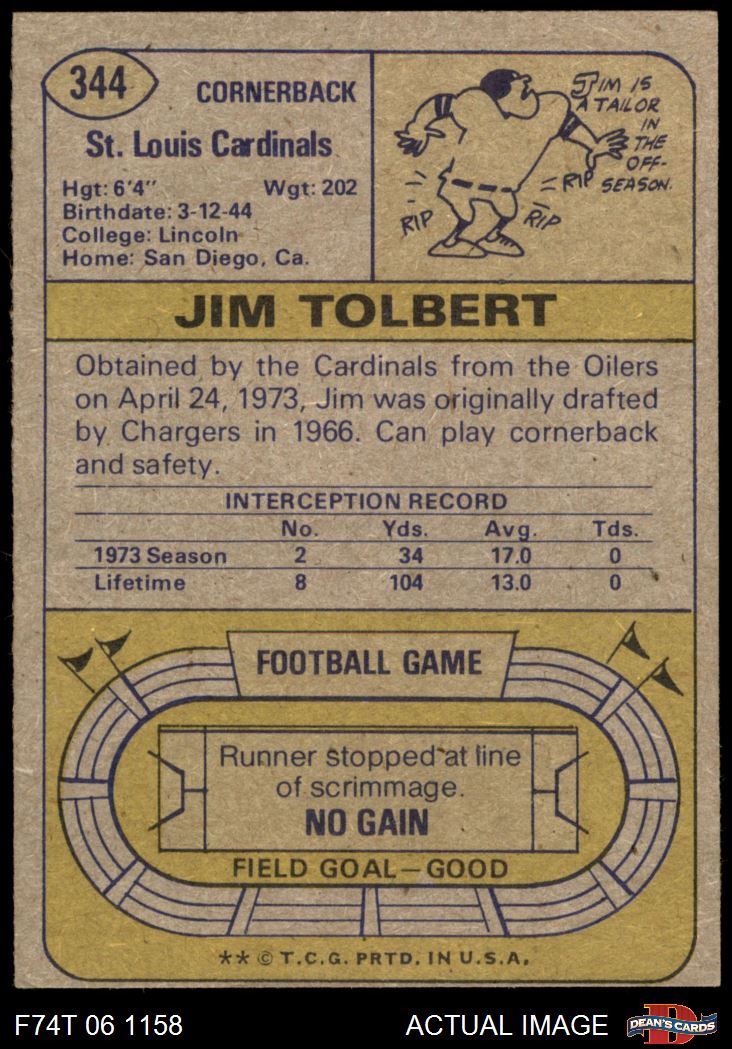 344
CORNERBACK
St. Louis Cardinals
Hgt: 6'4" Wgt: 202
Birthdate: 3-12-44
College: Lincoln
Home: San Diego, Ca.
JIM IS
A TAILOR
IN
THE
OFF-
SEASON.
RIP
RIP
RIP
JIM TOLBERT
Obtained by the Cardinals from the Oilers
on April 24, 1973, Jim was originally drafted
by Chargers in 1966. Can play cornerback
and safety.
INTERCEPTION RECORD
No. Yds. Avg. Tds.
1973 Season 2 34 17.0 0
Lifetime 8 104 13.0 0
FOOTBALL GAME
Runner stopped at line
of scrimmage.
NO GAIN
FIELD GOAL—GOOD
** © T.C.G. PRTD. IN U.S.A.
F74T 06 1158 ACTUAL IMAGE
D
DEAN'S CARDS